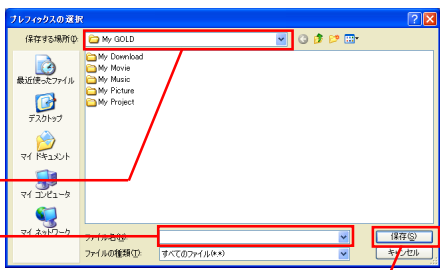 プレフィックスの選択
保存する場所(I):
My GOLD
最近使ったファイル
デスクトップ
マイ ドキュメント
マイ コンピュータ
マイ ネットワーク
My Download
My Movie
My Music
My Picture
My Project
ファイル名(N):
保存(S)
ファイルの種類(T):
すべてのファイル(*.*)
キャンセル